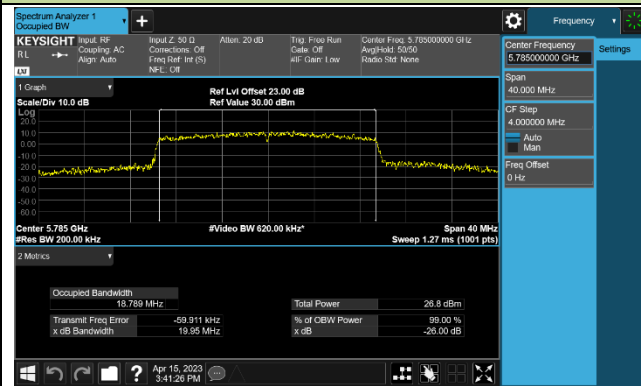 Spectrum Analyzer 1
Occupied BW
Frequency
KEYSIGHT
RL
LXI
Input: RF
Coupling: AC
Align: Auto
Input Z: 50 Ω
Corrections: Off
Freq Ref: Int (S)
NFE: Off
Atten: 20 dB
Trig: Free Run
Gate: Off
#IF Gain: Low
Center Freq: 5.785000000 GHz
Avg|Hold: 50/50
Radio Std: None
Center Frequency
5.785000000 GHz
Settings
Span
40.000 MHz
CF Step
4.000000 MHz
Auto
Man
Freq Offset
0 Hz
1 Graph
Scale/Div 10.0 dB
Ref Lvl Offset 23.00 dB
Ref Value 30.00 dBm
Log
20.0
10.0
0.00
-10.0
-20.0
-30.0
-40.0
-50.0
-60.0
Center 5.785 GHz
#Res BW 200.00 kHz
#Video BW 620.00 kHz*
Span 40 MHz
Sweep 1.27 ms (1001 pts)
2 Metrics
Occupied Bandwidth
18.789 MHz
Total Power 26.8 dBm
Transmit Freq Error -59.911 kHz
% of OBW Power 99.00 %
x dB Bandwidth 19.95 MHz
x dB -26.00 dB
?
Apr 15, 2023
3:41:26 PM